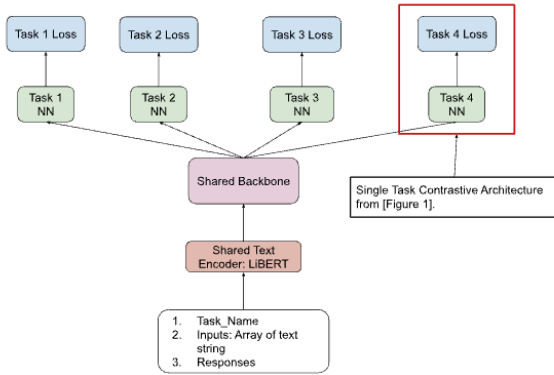 Task 1 Loss
Task 2 Loss
Task 3 Loss
Task 4 Loss
Task 1
NN
Task 2
NN
Task 3
NN
Task 4
NN
Shared Backbone
Single Task Contrastive Architecture
from [Figure 1].
Shared Text
Encoder: LiBERT
1. Task_Name
2. Inputs: Array of text
string
3. Responses